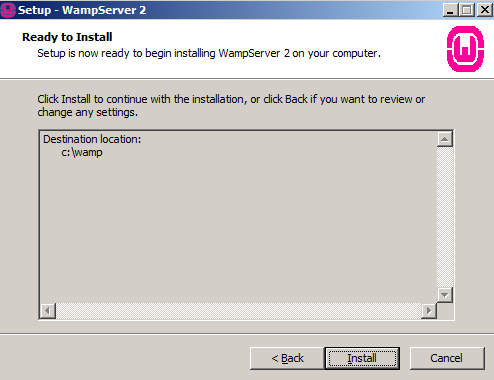 Setup - WampServer 2
Ready to Install
Setup is now ready to begin installing WampServer 2 on your computer.
W
Click Install to continue with the installation, or click Back if you want to review or
change any settings.
Destination location:
c:\wamp
< Back
Install
Cancel